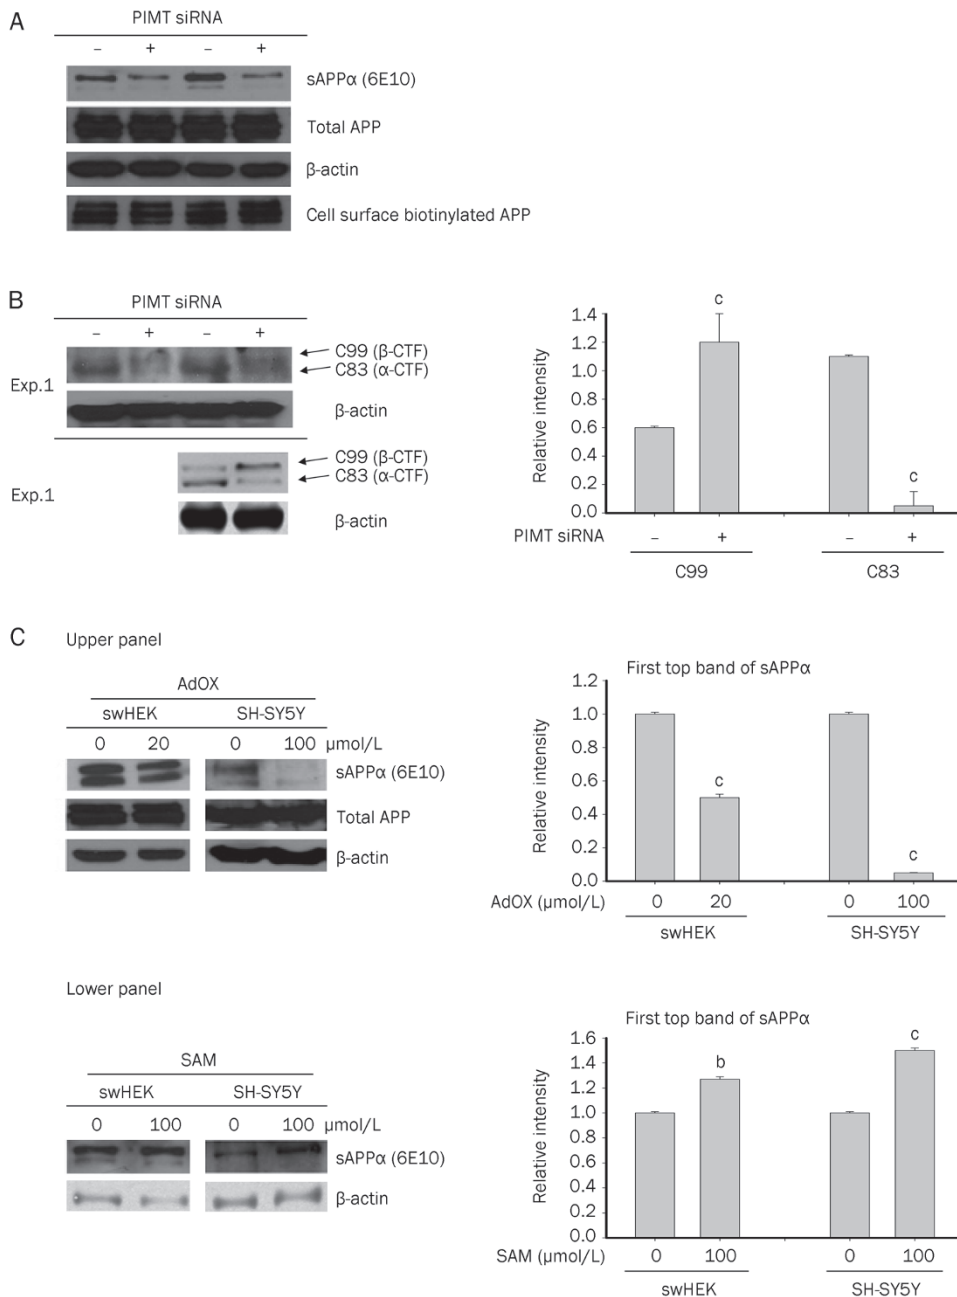 A
PIMT siRNA
– + – +
sAPPα (6E10)
Total APP
β-actin
Cell surface biotinylated APP
B
PIMT siRNA
– + – +
Exp.1
C99 (β-CTF)
C83 (α-CTF)
β-actin
Exp.1
C99 (β-CTF)
C83 (α-CTF)
β-actin
Relative intensity
1.4
1.2
1.0
0.8
0.6
0.4
0.2
0.0
c
c
PIMT siRNA – + – +
C99 C83
C
Upper panel
AdOX
swHEK SH-SY5Y
0 20 0 100 μmol/L
sAPPα (6E10)
Total APP
β-actin
First top band of sAPPα
Relative intensity
1.2
1.0
0.8
0.6
0.4
0.2
0.0
c
c
AdOX (μmol/L) 0 20 0 100
swHEK SH-SY5Y
Lower panel
SAM
swHEK SH-SY5Y
0 100 0 100 μmol/L
sAPPα (6E10)
β-actin
First top band of sAPPα
Relative intensity
1.6
1.4
1.2
1.0
0.8
0.6
0.4
0.2
0.0
b
c
SAM (μmol/L) 0 100 0 100
swHEK SH-SY5Y